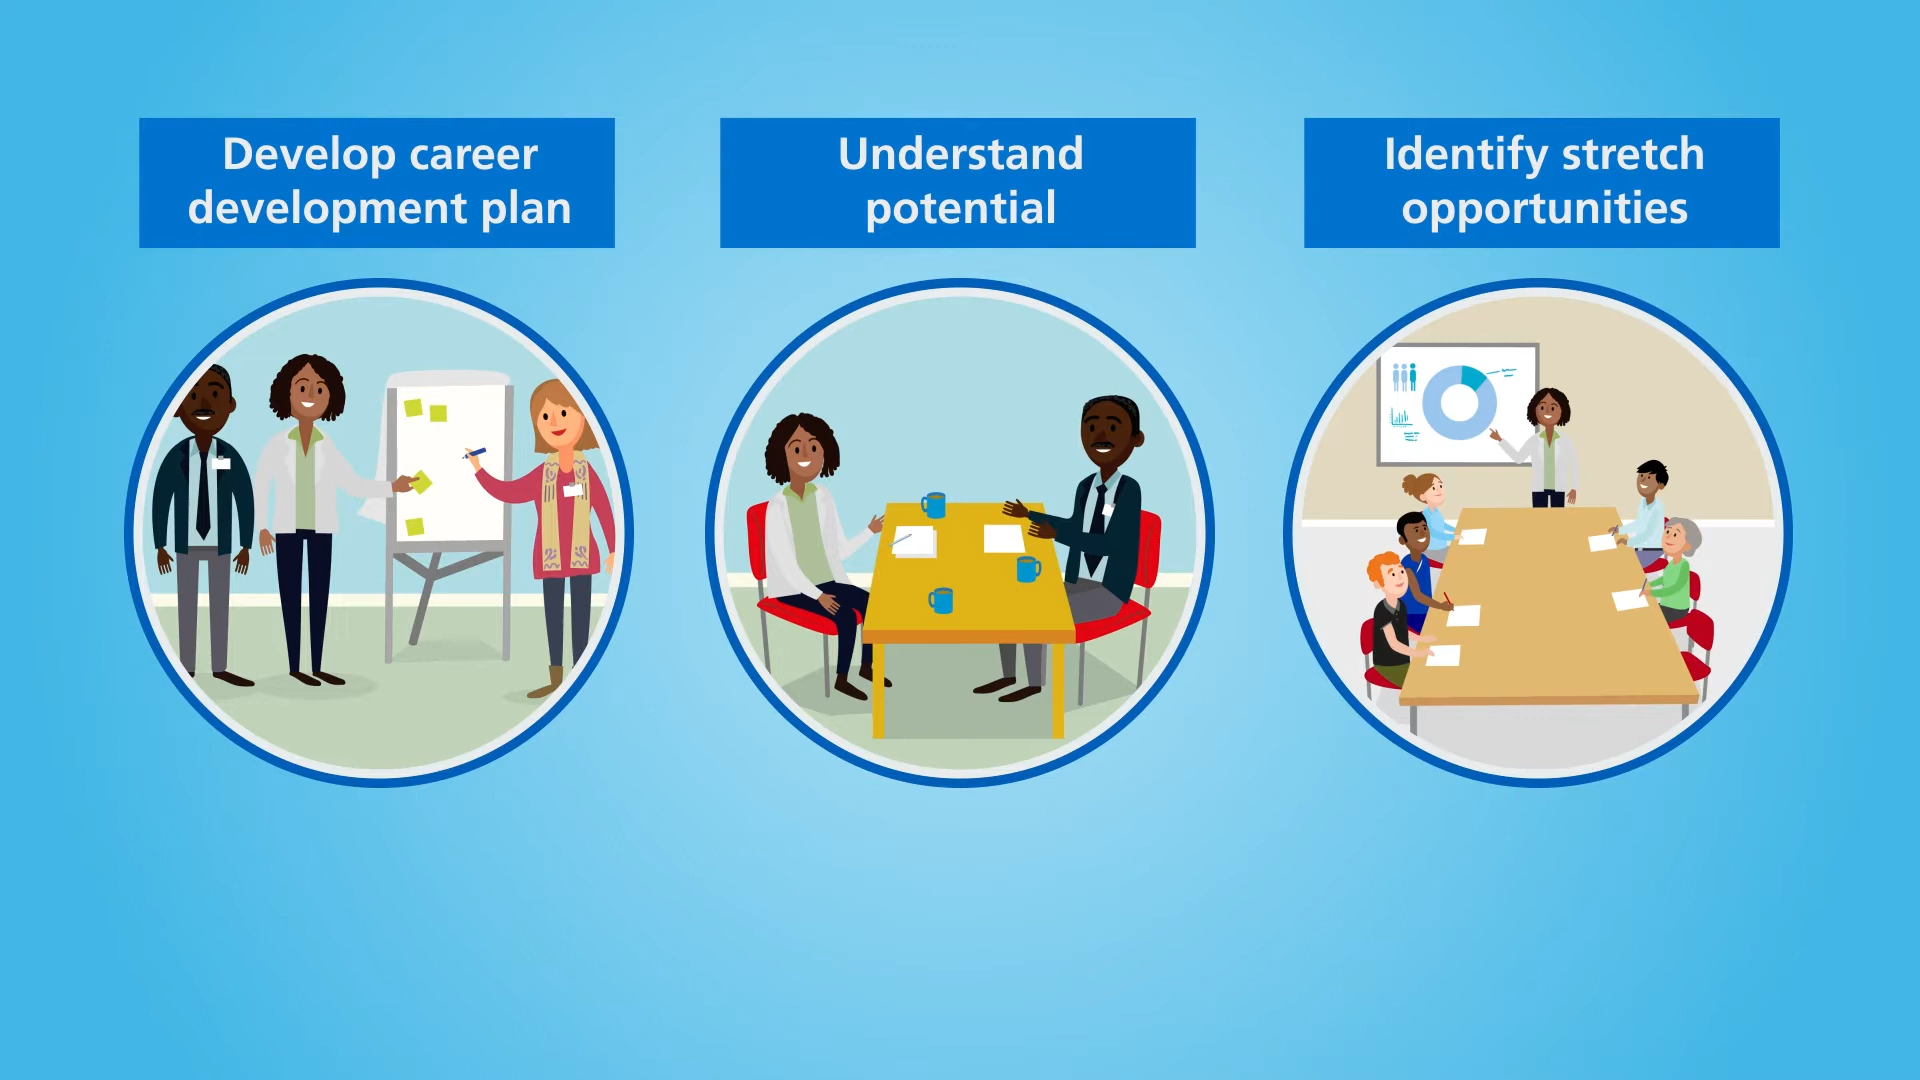 Develop career
development plan
Understand
potential
Identify stretch
opportunities